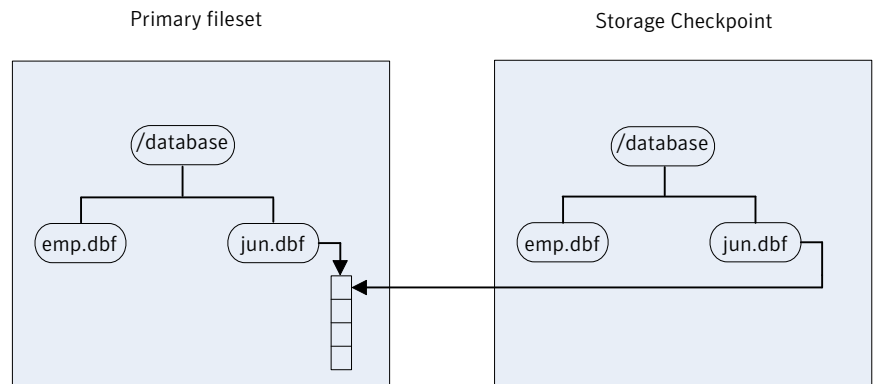 Primary fileset
Storage Checkpoint
/database
/database
emp.dbf
jun.dbf
emp.dbf
jun.dbf